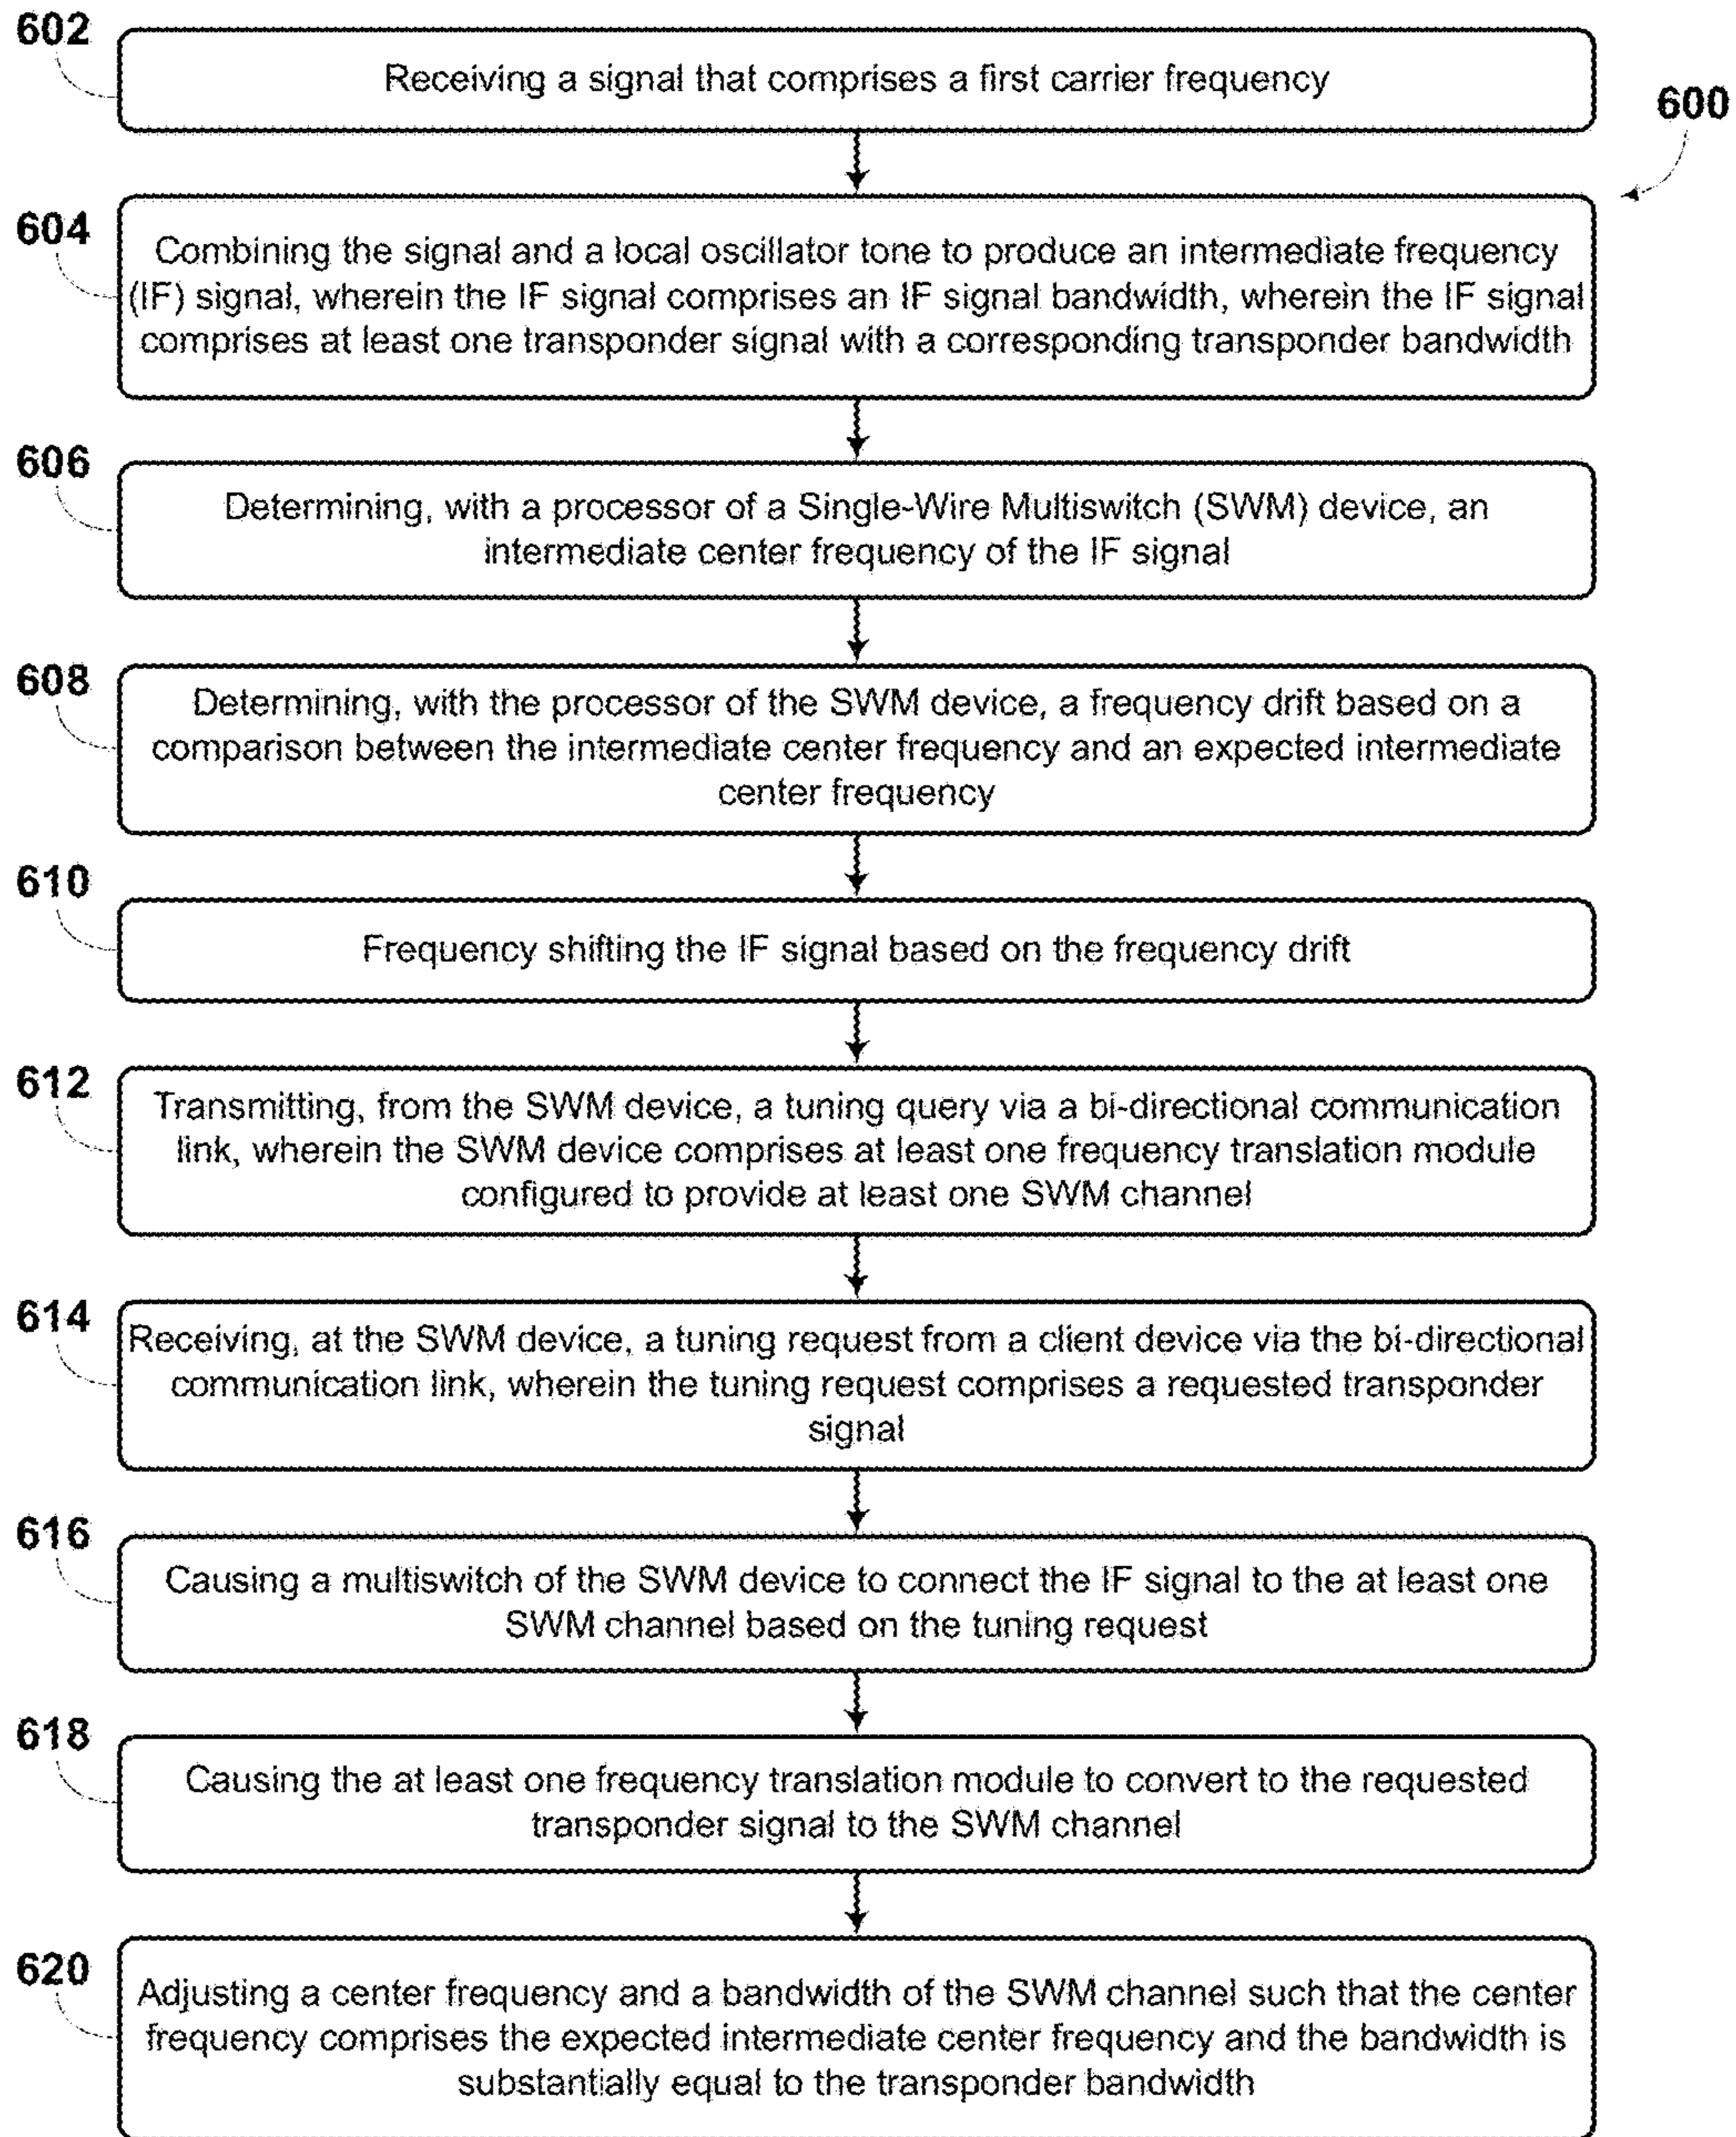 602
Receiving a signal that comprises a first carrier frequency
600
604
Combining the signal and a local oscillator tone to produce an intermediate frequency
(IF) signal, wherein the IF signal comprises an IF signal bandwidth, wherein the IF signal
comprises at least one transponder signal with a corresponding transponder bandwidth
606
Determining, with a processor of a Single-Wire Multiswitch (SWM) device, an
intermediate center frequency of the IF signal
608
Determining, with the processor of the SWM device, a frequency drift based on a
comparison between the intermediate center frequency and an expected intermediate
center frequency
610
Frequency shifting the IF signal based on the frequency drift
612
Transmitting, from the SWM device, a tuning query via a bi-directional communication
link, wherein the SWM device comprises at least one frequency translation module
configured to provide at least one SWM channel
614
Receiving, at the SWM device, a tuning request from a client device via the bi-directional
communication link, wherein the tuning request comprises a requested transponder
signal
616
Causing a multiswitch of the SWM device to connect the IF signal to the at least one
SWM channel based on the tuning request
618
Causing the at least one frequency translation module to convert to the requested
transponder signal to the SWM channel
620
Adjusting a center frequency and a bandwidth of the SWM channel such that the center
frequency comprises the expected intermediate center frequency and the bandwidth is
substantially equal to the transponder bandwidth